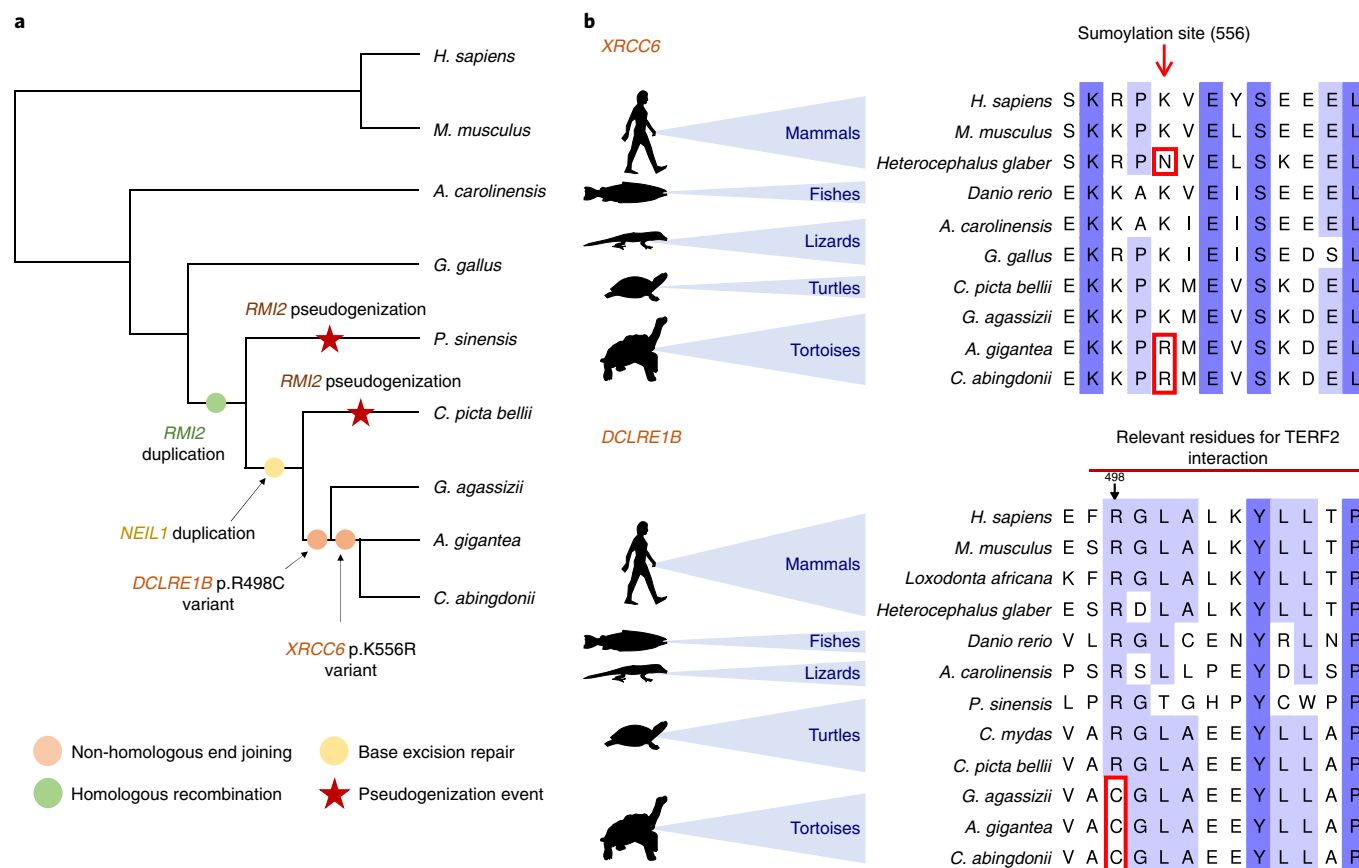 a
H. sapiens
M. musculus
A. carolinensis
G. gallus
RMI2 pseudogenization
P. sinensis
RMI2 pseudogenization
C. picta bellii
RMI2
duplication
G. agassizii
NEIL1 duplication
A. gigantea
DCLRE1B p.R498C
variant
C. abingdonii
XRCC6 p.K556R
variant
Non-homologous end joining
Base excision repair
Homologous recombination
Pseudogenization event
b
XRCC6
Sumoylation site (556)
Mammals
Fishes
Lizards
Turtles
Tortoises
H. sapiens S K R P K V E Y S E E E L
M. musculus S K K P K V E L S E E E L
Heterocephalus glaber S K R P N V E L S K E E L
Danio rerio E K K A K V E I S E E E L
A. carolinensis E K K A K I E I S E E E L
G. gallus E K R P K I E I S E D S L
C. picta bellii E K K P K M E V S K D E L
G. agassizii E K K P K M E V S K D E L
A. gigantea E K K P R M E V S K D E L
C. abingdonii E K K P R M E V S K D E L
DCLRE1B
Relevant residues for TERF2
interaction
498
Mammals
Fishes
Lizards
Turtles
Tortoises
H. sapiens E F R G L A L K Y L L T P
M. musculus E S R G L A L K Y L L T P
Loxodonta africana K F R G L A L K Y L L T P
Heterocephalus glaber E S R D L A L K Y L L T P
Danio rerio V L R G L C E N Y R L N P
A. carolinensis P S R S L L P E Y D L S P
P. sinensis L P R G T G H P Y C W P P
C. mydas V A R G L A E E Y L L A P
C. picta bellii V A R G L A E E Y L L A P
G. agassizii V A C G L A E E Y L L A P
A. gigantea V A C G L A E E Y L L A P
C. abingdonii V A C G L A E E Y L L A P